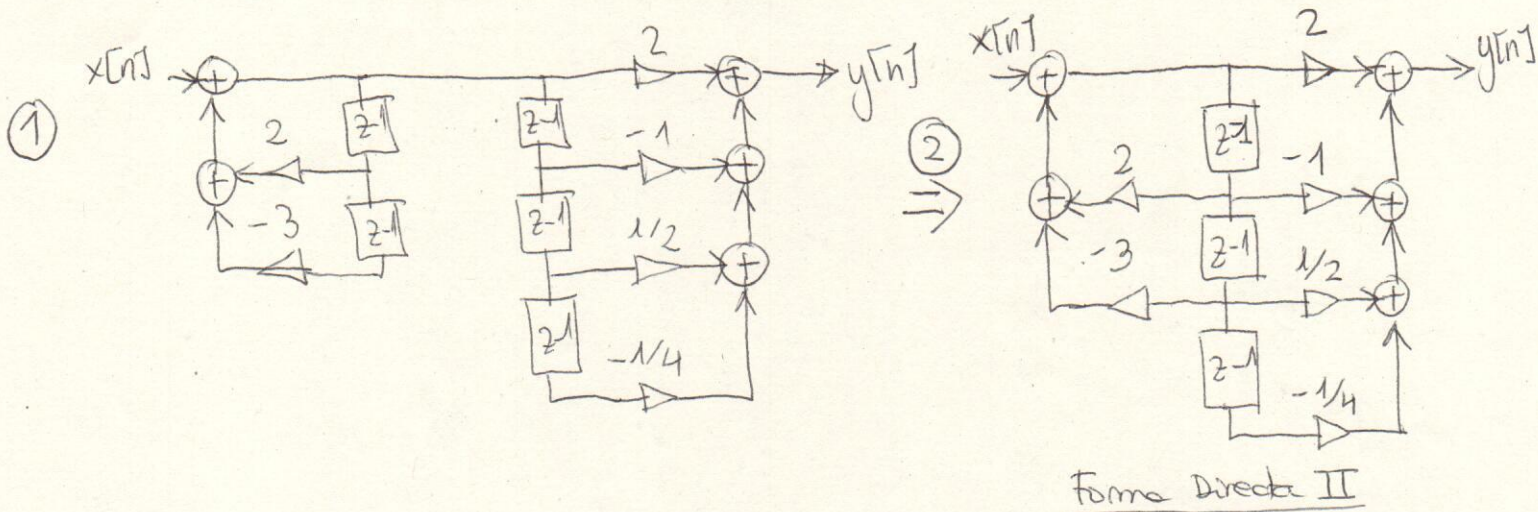 ①
x[n]
2
y[n]
z-1
z-1
2
-1
z-1
z-1
-3
1/2
z-1
-1/4
②
⇒
x[n]
2
y[n]
z-1
2
-1
z-1
-3
1/2
z-1
-1/4
Forma Directa II